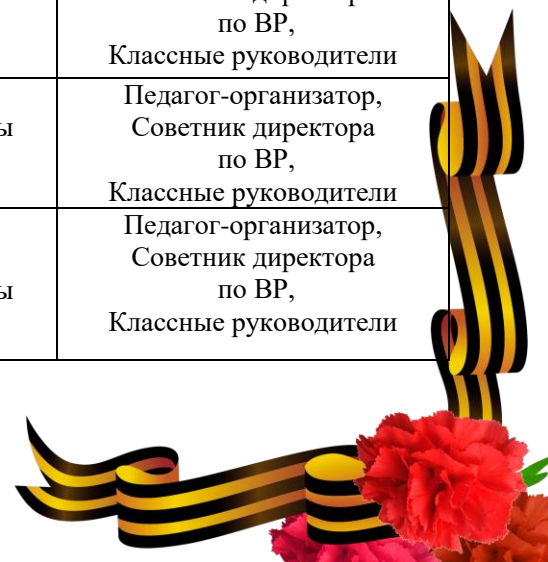 по ВР,
Классные руководители
Педагог-организатор,
ы Советник директора
по ВР,
Классные руководители
Педагог-организатор,
Советник директора
ы по ВР,
Классные руководители